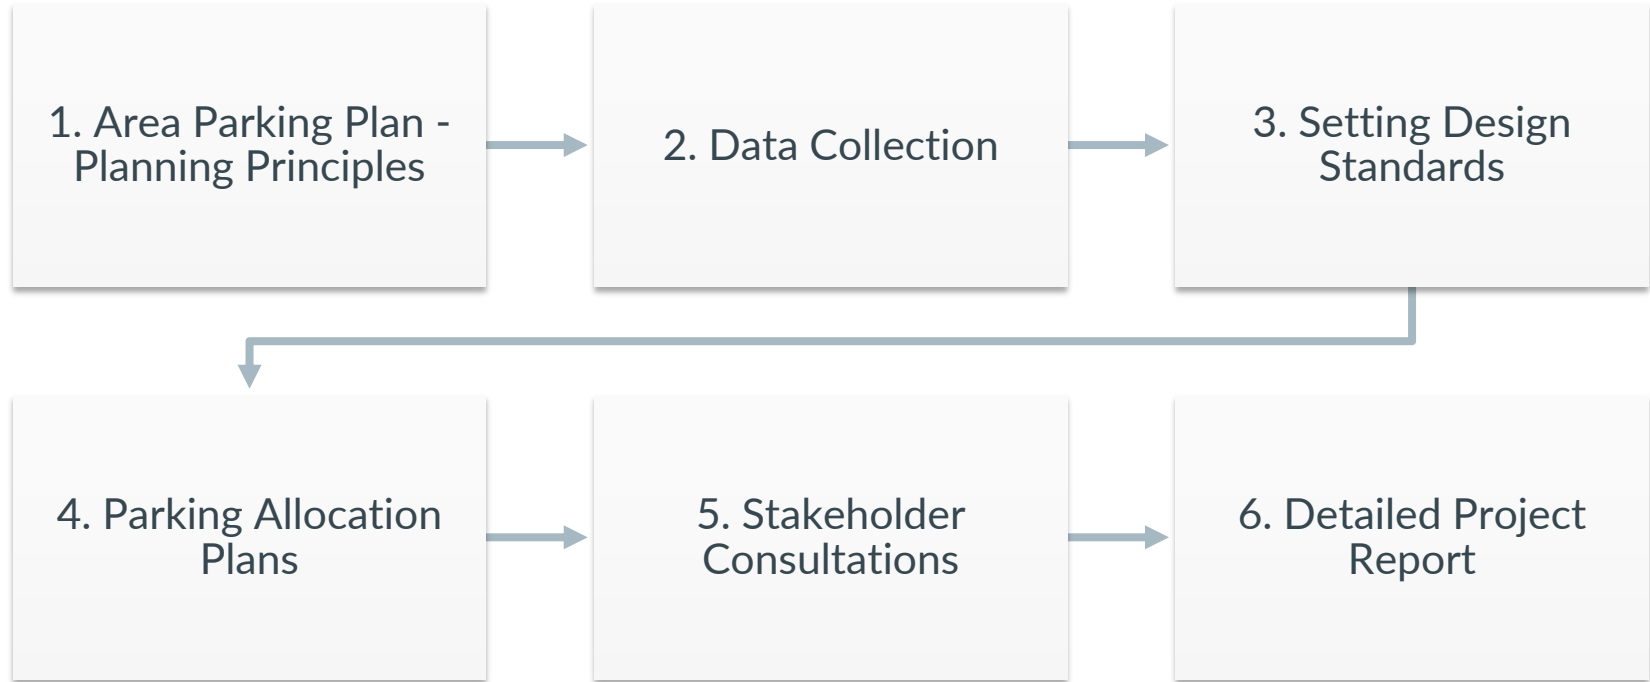 1. Area Parking Plan -
Planning Principles
2. Data Collection
3. Setting Design
Standards
4. Parking Allocation
Plans
5. Stakeholder
Consultations
6. Detailed Project
Report